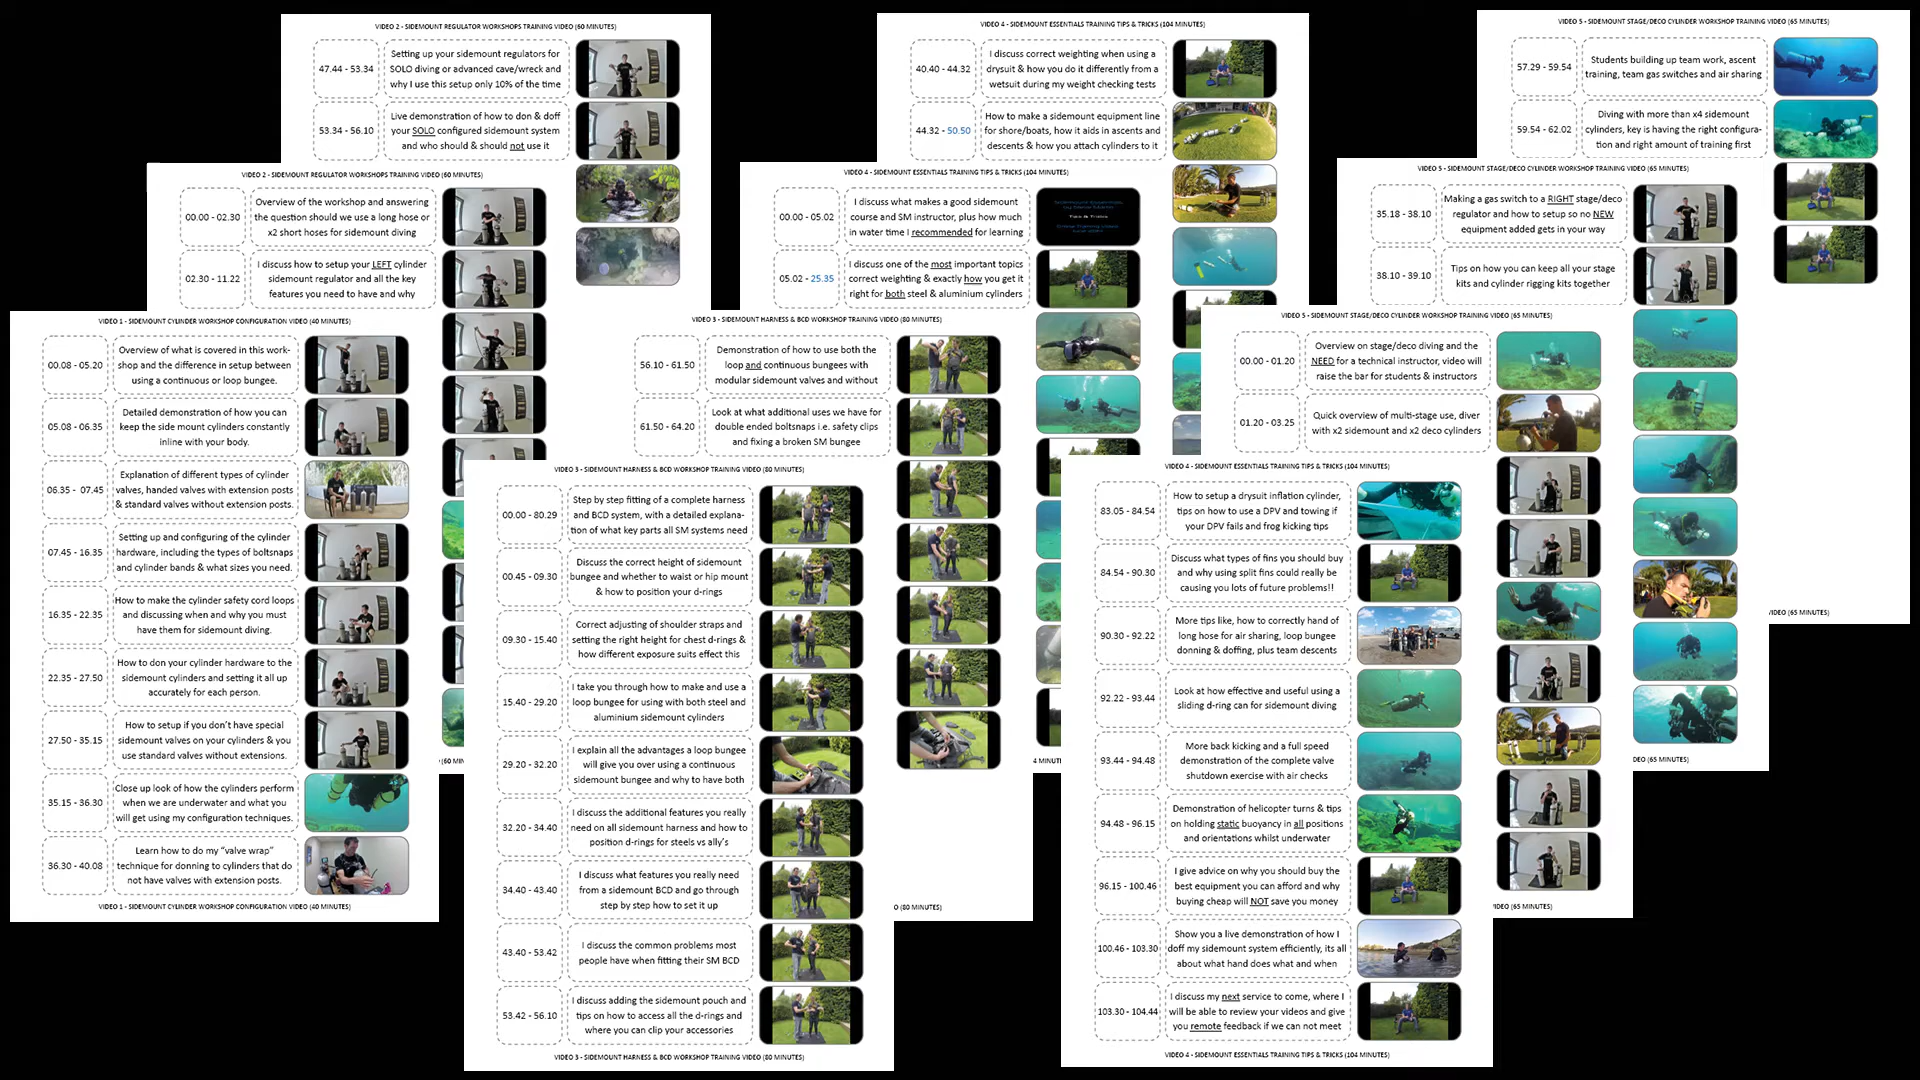 VIDEO 2 - SIDEMOUNT REGULATOR WORKSHOPS TRAINING VIDEO (60 MINUTES)
47.44 - 53.34
Setting up your sidemount regulators for
SOLO diving or advanced cave/wreck and
why I use this setup only 10% of the time
53.34 - 56.10
Live demonstration of how to don & doff
your SOLO configured sidemount system
and who should & should not use it
VIDEO 2 - SIDEMOUNT REGULATOR WORKSHOPS TRAINING VIDEO (60 MINUTES)
00.00 - 02.30
Overview of the workshop and answering
the question should we use a long hose or
x2 short hoses for sidemount diving
02.30 - 11.22
I discuss how to setup your LEFT cylinder
sidemount regulator and all the key
features you need to have and why
VIDEO 1 - SIDEMOUNT CYLINDER WORKSHOP CONFIGURATION VIDEO (40 MINUTES)
00.08 - 05.20
Overview of what is covered in this work-
shop and the difference in setup between
using a continuous or loop bungee.
05.08 - 06.35
Detailed demonstration of how you can
keep the side mount cylinders constantly
inline with your body.
06.35 - 07.45
Explanation of different types of cylinder
valves, handed valves with extension posts
& standard valves without extension posts.
07.45 - 16.35
Setting up and configuring of the cylinder
hardware, including the types of boltsnaps
and cylinder bands & what sizes you need.
16.35 - 22.35
How to make the cylinder safety cord loops
and discussing when and why you must
have them for sidemount diving.
22.35 - 27.50
How to don your cylinder hardware to the
sidemount cylinders and setting it all up
accurately for each person.
27.50 - 35.15
How to setup if you don't have special
sidemount valves on your cylinders & you
use standard valves without extensions.
35.15 - 36.30
Close up look of how the cylinders perform
when we are underwater and what you
will get using my configuration techniques.
36.30 - 40.08
Learn how to do my “valve wrap”
technique for donning to cylinders that do
not have valves with extension posts.
VIDEO 1 - SIDEMOUNT CYLINDER WORKSHOP CONFIGURATION VIDEO (40 MINUTES)
VIDEO 4 - SIDEMOUNT ESSENTIALS TRAINING TIPS & TRICKS (104 MINUTES)
40.40 - 44.32
I discuss correct weighting when using a
drysuit & how you do it differently from a
wetsuit during my weight checking tests
44.32 - 50.50
How to make a sidemount equipment line
for shore/boats, how it aids in ascents and
descents & how you attach cylinders to it
VIDEO 4 - SIDEMOUNT ESSENTIALS TRAINING TIPS & TRICKS (104 MINUTES)
00.00 - 05.02
I discuss what makes a good sidemount
course and SM instructor, plus how much
in water time I recommended for learning
05.02 - 25.35
I discuss one of the most important topics
correct weighting & exactly how you get it
right for both steel & aluminium cylinders
VIDEO 3 - SIDEMOUNT HARNESS & BCD WORKSHOP TRAINING VIDEO (80 MINUTES)
56.10 - 61.50
Demonstration of how to use both the
loop and continuous bungees with
modular sidemount valves and without
61.50 - 64.20
Look at what additional uses we have for
double ended boltsnaps i.e. safety clips
and fixing a broken SM bungee
VIDEO 3 - SIDEMOUNT HARNESS & BCD WORKSHOP TRAINING VIDEO (80 MINUTES)
00.00 - 80.29
Step by step fitting of a complete harness
and BCD system, with a detailed explana-
tion of what key parts all SM systems need
00.45 - 09.30
Discuss the correct height of sidemount
bungee and whether to waist or hip mount
& how to position your d-rings
09.30 - 15.40
Correct adjusting of shoulder straps and
setting the right height for chest d-rings &
how different exposure suits effect this
15.40 - 29.20
I take you through how to make and use a
loop bungee for using with both steel and
aluminium sidemount cylinders
29.20 - 32.20
I explain all the advantages a loop bungee
will give you over using a continuous
sidemount bungee and why to have both
32.20 - 34.40
I discuss the additional features you really
need on all sidemount harness and how to
position d-rings for steels vs ally's
34.40 - 43.40
I discuss what features you really need
from a sidemount BCD and go through
step by step how to set it up
43.40 - 53.42
I discuss the common problems most
people have when fitting their SM BCD
53.42 - 56.10
I discuss adding the sidemount pouch and
tips on how to access all the d-rings and
where you can clip your accessories
VIDEO 3 - SIDEMOUNT HARNESS & BCD WORKSHOP TRAINING VIDEO (80 MINUTES)
VIDEO 5 - SIDEMOUNT STAGE/DECO CYLINDER WORKSHOP TRAINING VIDEO (65 MINUTES)
57.29 - 59.54
Students building up team work, ascent
training, team gas switches and air sharing
59.54 - 62.02
Diving with more than x4 sidemount
cylinders, key is having the right configura-
tion and right amount of training first
VIDEO 5 - SIDEMOUNT STAGE/DECO CYLINDER WORKSHOP TRAINING VIDEO (65 MINUTES)
35.18 - 38.10
Making a gas switch to a RIGHT stage/deco
regulator and how to setup so no NEW
equipment added gets in your way
38.10 - 39.10
Tips on how you can keep all your stage
kits and cylinder rigging kits together
VIDEO 5 - SIDEMOUNT STAGE/DECO CYLINDER WORKSHOP TRAINING VIDEO (65 MINUTES)
00.00 - 01.20
Overview on stage/deco diving and the
NEED for a technical instructor, video will
raise the bar for students & instructors
01.20 - 03.25
Quick overview of multi-stage use, diver
with x2 sidemount and x2 deco cylinders
VIDEO 4 - SIDEMOUNT ESSENTIALS TRAINING TIPS & TRICKS (104 MINUTES)
83.05 - 84.54
How to setup a drysuit inflation cylinder,
tips on how to use a DPV and towing if
your DPV fails and frog kicking tips
84.54 - 90.30
Discuss what types of fins you should buy
and why using split fins could really be
causing you lots of future problems!!
90.30 - 92.22
More tips like, how to correctly hand of
long hose for air sharing, loop bungee
donning & doffing, plus team descents
92.22 - 93.44
Look at how effective and useful using a
sliding d-ring can for sidemount diving
93.44 - 94.48
More back kicking and a full speed
demonstration of the complete valve
shutdown exercise with air checks
94.48 - 96.15
Demonstration of helicopter turns & tips
on holding static buoyancy in all positions
and orientations whilst underwater
96.15 - 100.46
I give advice on why you should buy the
best equipment you can afford and why
buying cheap will NOT save you money
100.46 - 103.30
Show you a live demonstration of how I
doff my sidemount system efficiently, its all
about what hand does what and when
103.30 - 104.44
I discuss my next service to come, where I
will be able to review your videos and give
you remote feedback if we can not meet
VIDEO 4 - SIDEMOUNT ESSENTIALS TRAINING TIPS & TRICKS (104 MINUTES)
(60 MIN
O (80 MINUTES)
4 MINUTES)
VIDEO (65 MINUTES)
DEO (65 MINUTES)
VIDEO (65 MINUTES)